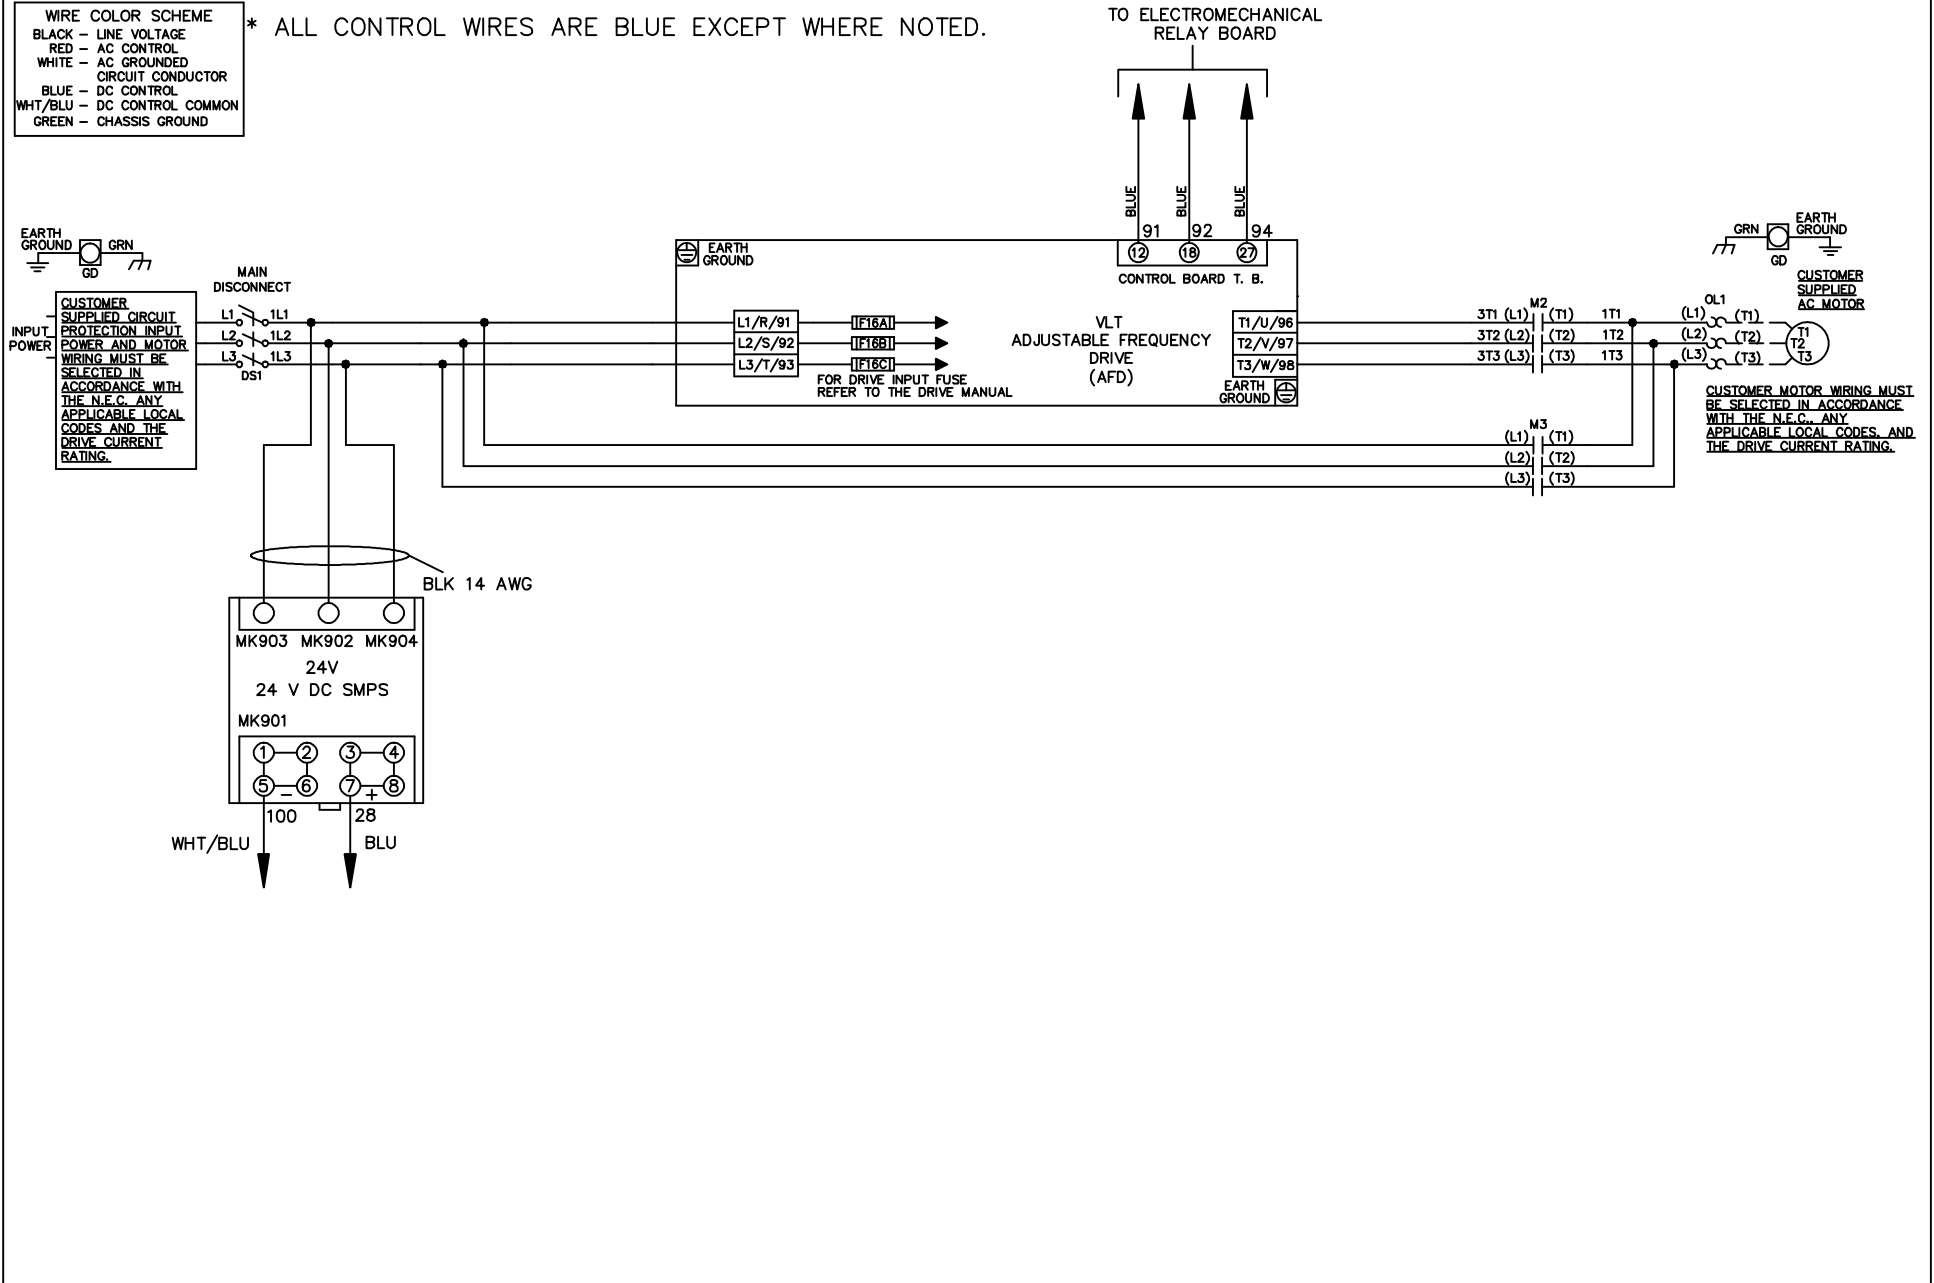 WIRE COLOR SCHEME
BLACK – LINE VOLTAGE
RED – AC CONTROL
WHITE – AC GROUNDED
CIRCUIT CONDUCTOR
BLUE – DC CONTROL
WHT/BLU – DC CONTROL COMMON
GREEN – CHASSIS GROUND
* ALL CONTROL WIRES ARE BLUE EXCEPT WHERE NOTED.
TO ELECTROMECHANICAL
RELAY BOARD
BLUE BLUE BLUE
91 92 94
12 18 27
CONTROL BOARD T. B.
EARTH
GROUND
GRN
GD
MAIN
DISCONNECT
INPUT
POWER
CUSTOMER
SUPPLIED CIRCUIT
PROTECTION INPUT
POWER AND MOTOR
WIRING MUST BE
SELECTED IN
ACCORDANCE WITH
THE N.E.C. ANY
APPLICABLE LOCAL
CODES AND THE
DRIVE CURRENT
RATING.
L1 1L1
L2 1L2
L3 1L3
DS1
EARTH
GROUND
L1/R/91 F16A
L2/S/92 F16B
L3/T/93 F16C
FOR DRIVE INPUT FUSE
REFER TO THE DRIVE MANUAL
VLT
ADJUSTABLE FREQUENCY
DRIVE
(AFD)
T1/U/96
T2/V/97
T3/W/98
EARTH
GROUND
M2
3T1 (L1) (T1) 1T1
3T2 (L2) (T2) 1T2
3T3 (L3) (T3) 1T3
M3
(L1) (T1)
(L2) (T2)
(L3) (T3)
OL1
(L1) (T1)
(L2) (T2)
(L3) (T3)
T1
T2
T3
GRN
GD
EARTH
GROUND
CUSTOMER
SUPPLIED
AC MOTOR
CUSTOMER MOTOR WIRING MUST
BE SELECTED IN ACCORDANCE
WITH THE N.E.C., ANY
APPLICABLE LOCAL CODES, AND
THE DRIVE CURRENT RATING.
BLK 14 AWG
MK903 MK902 MK904
24V
24 V DC SMPS
MK901
1 2 3 4
5 6 7 8
– +
100 28
WHT/BLU BLU